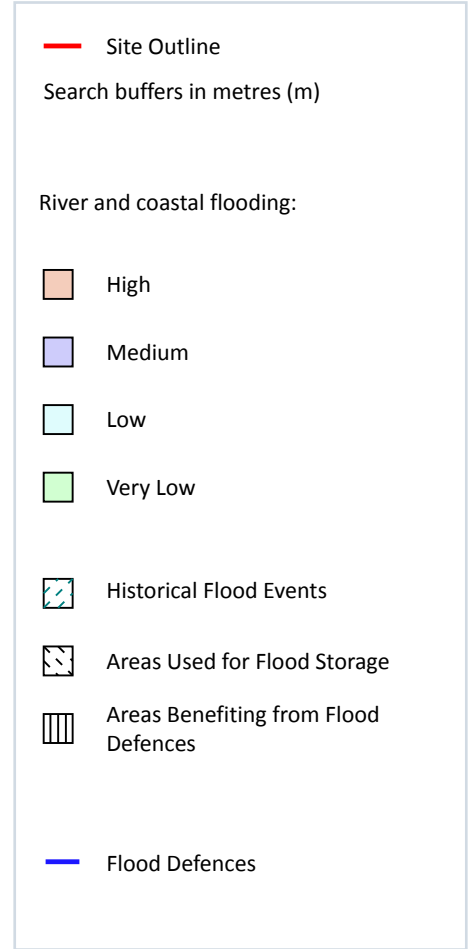 Site Outline
Search buffers in metres (m)
River and coastal flooding:
High
Medium
Low
Very Low
Historical Flood Events
Areas Used for Flood Storage
Areas Benefiting from Flood
Defences
Flood Defences